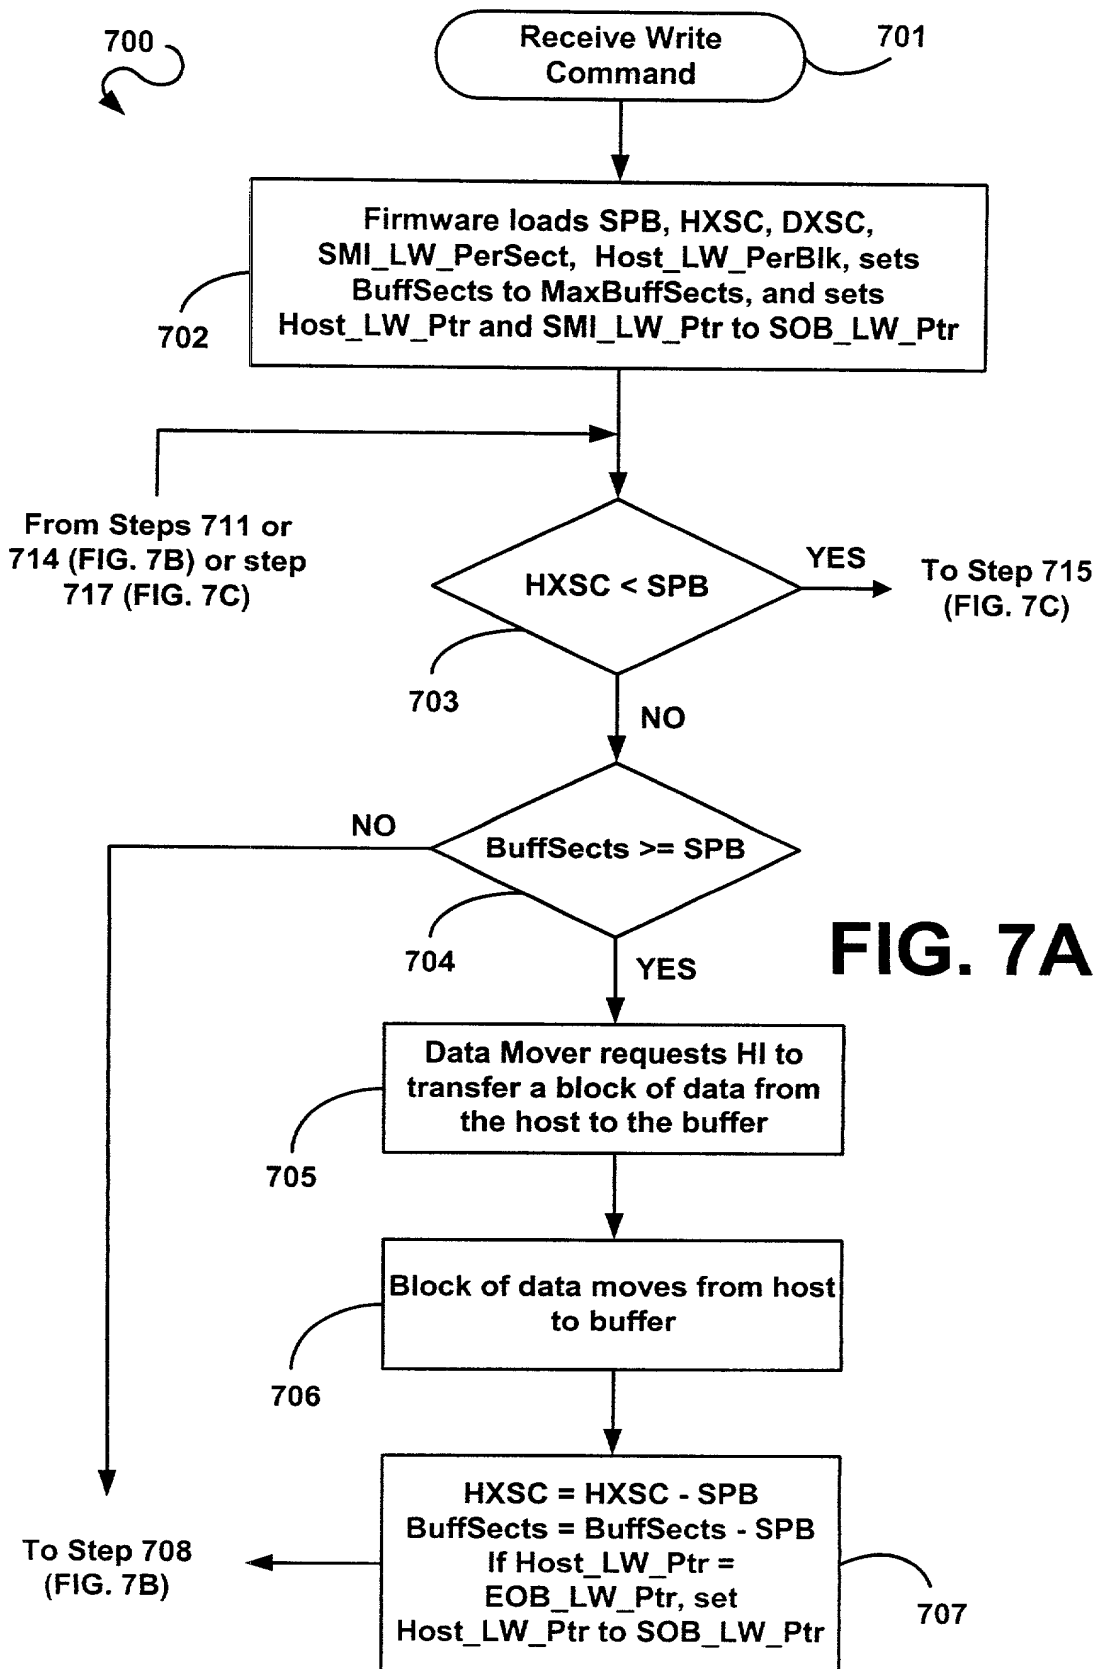 700
Receive Write
Command
701
Firmware loads SPB, HXSC, DXSC,
SMI_LW_PerSect, Host_LW_PerBlk, sets
BuffSects to MaxBuffSects, and sets
Host_LW_Ptr and SMI_LW_Ptr to SOB_LW_Ptr
702
From Steps 711 or
714 (FIG. 7B) or step
717 (FIG. 7C)
HXSC < SPB
YES
To Step 715
(FIG. 7C)
703
NO
BuffSects >= SPB
NO
704
YES
FIG. 7A
Data Mover requests HI to
transfer a block of data from
the host to the buffer
705
Block of data moves from host
to buffer
706
HXSC = HXSC - SPB
BuffSects = BuffSects - SPB
If Host_LW_Ptr =
EOB_LW_Ptr, set
Host_LW_Ptr to SOB_LW_Ptr
707
To Step 708
(FIG. 7B)